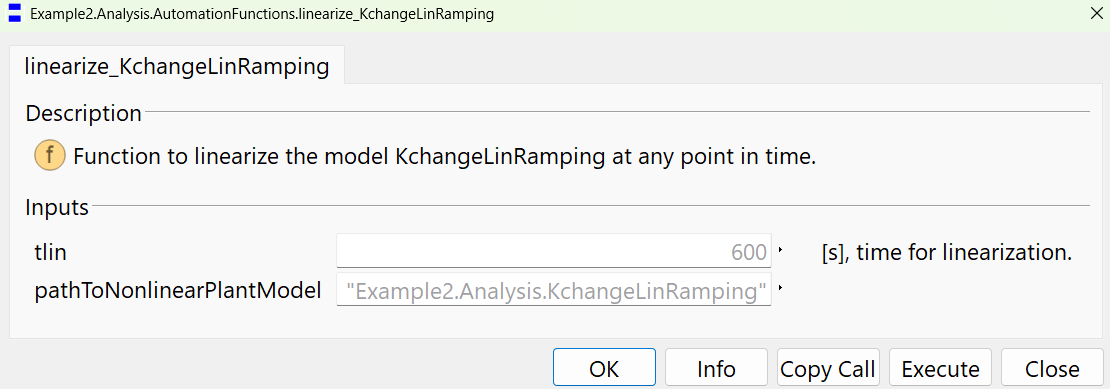 Example2.Analysis.AutomationFunctions.linearize_KchangeLinRamping
linearize_KchangeLinRamping
Description
f Function to linearize the model KchangeLinRamping at any point in time.
Inputs
tlin 600 [s], time for linearization.
pathToNonlinearPlantModel "Example2.Analysis.KchangeLinRamping"
OK Info Copy Call Execute Close